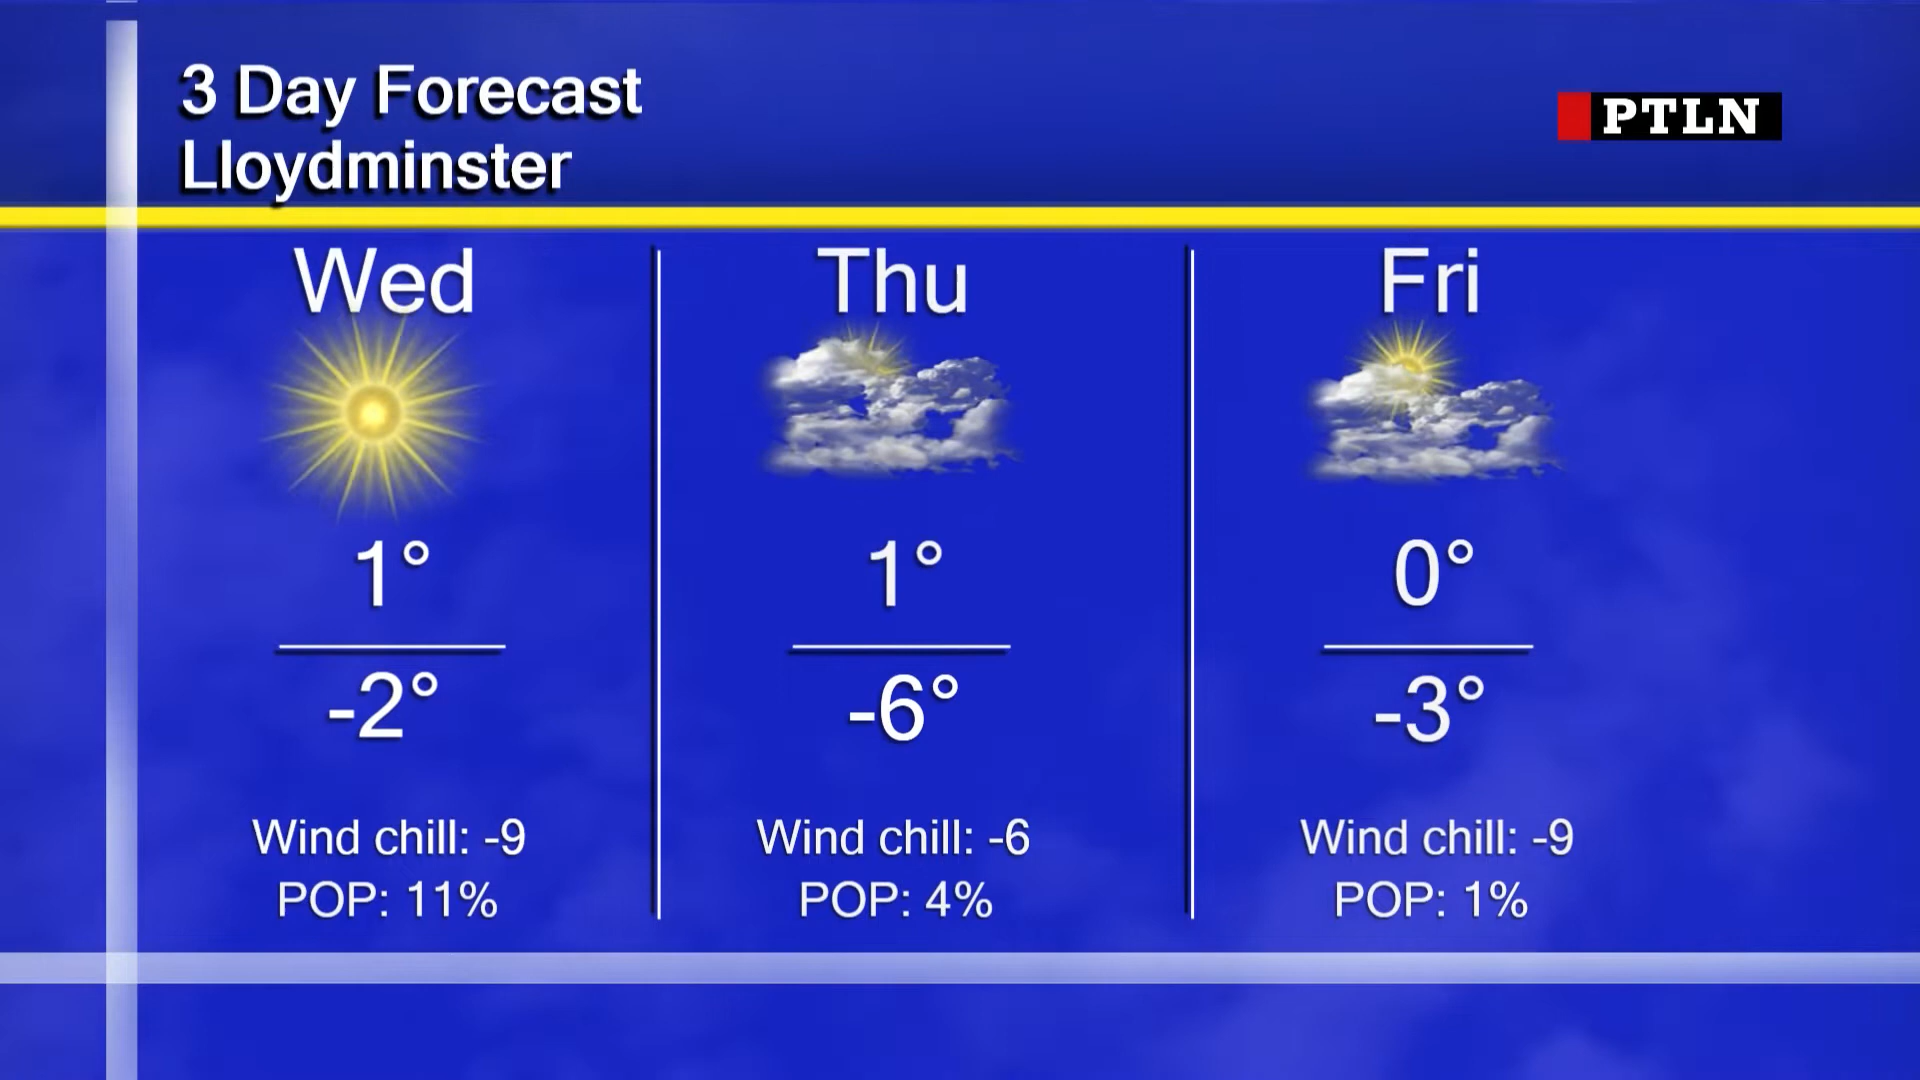 3 Day Forecast
Lloydminster
PTLN
Wed
1°
-2°
Wind chill: -9
POP: 11%
Thu
1°
-6°
Wind chill: -6
POP: 4%
Fri
0°
-3°
Wind chill: -9
POP: 1%